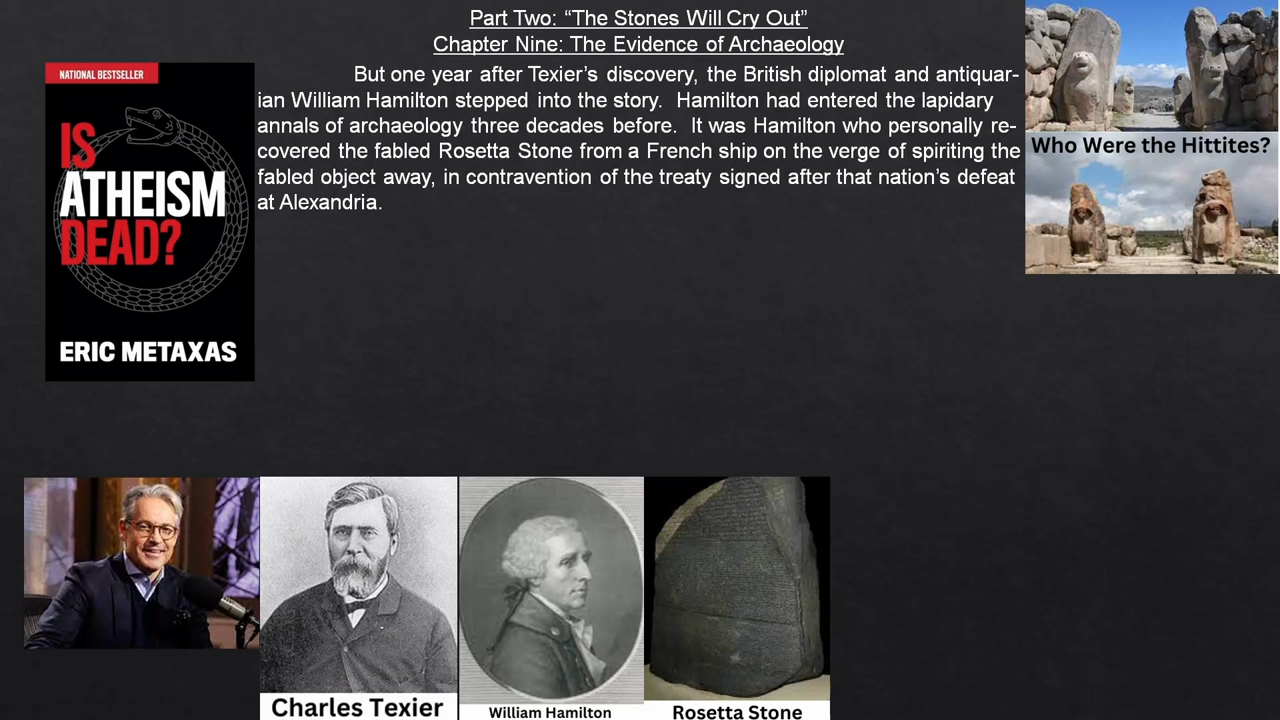 Part Two: “The Stones Will Cry Out”
Chapter Nine: The Evidence of Archaeology
But one year after Texier’s discovery, the British diplomat and antiquar-
ian William Hamilton stepped into the story.  Hamilton had entered the lapidary
annals of archaeology three decades before.  It was Hamilton who personally re-
covered the fabled Rosetta Stone from a French ship on the verge of spiriting the
fabled object away, in contravention of the treaty signed after that nation’s defeat
at Alexandria.
NATIONAL BESTSELLER
IS
ATHEISM
DEAD?
ERIC METAXAS
Who Were the Hittites?
Charles Texier
William Hamilton
Rosetta Stone